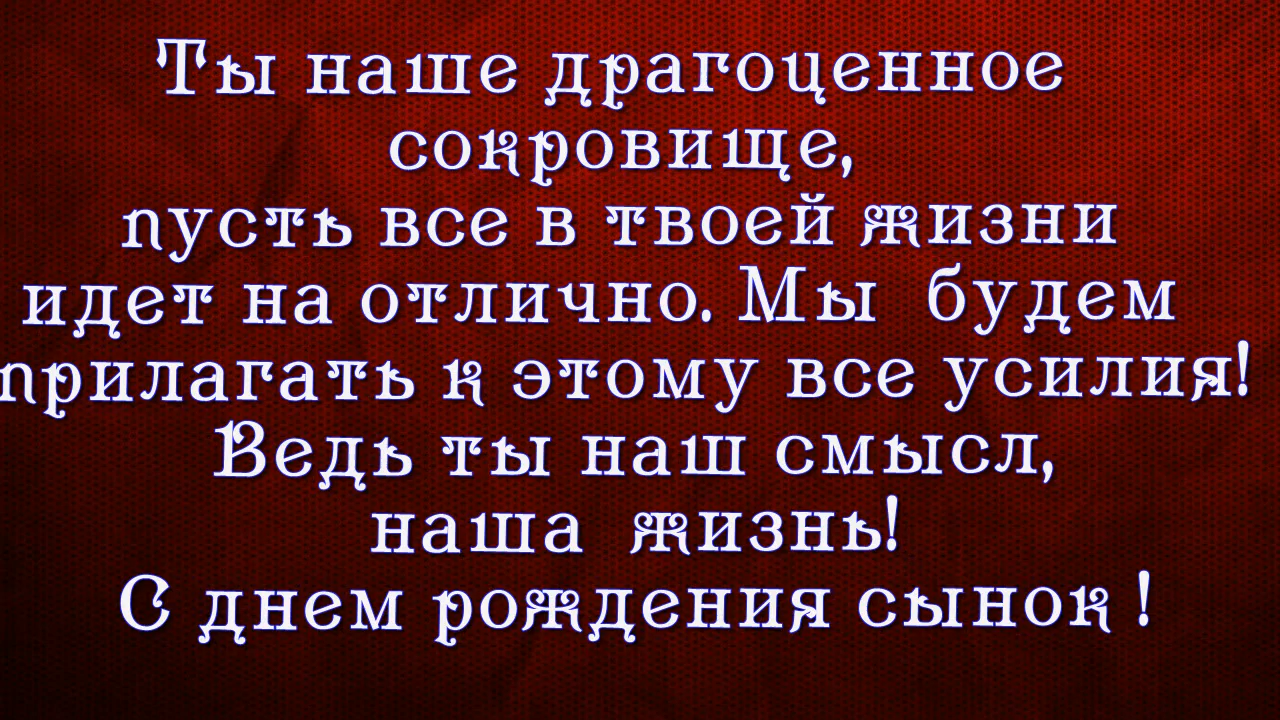 Ты наше драгоценное
сокровище,
пусть все в твоей жизни
идет на отлично. Мы будем
прилагать к этому все усилия!
Ведь ты наш смысл,
наша жизнь!
С днем рождения сынок !